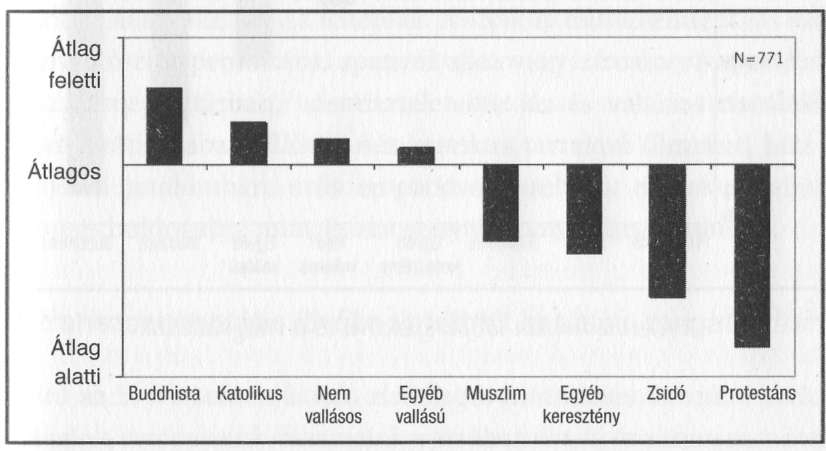 Átlag
feletti
N=771
Átlagos
Átlag
alatti
Buddhista
Katolikus
Nem
vallásos
Egyéb
vallású
Muszlim
Egyéb
keresztény
Zsidó
Protestáns